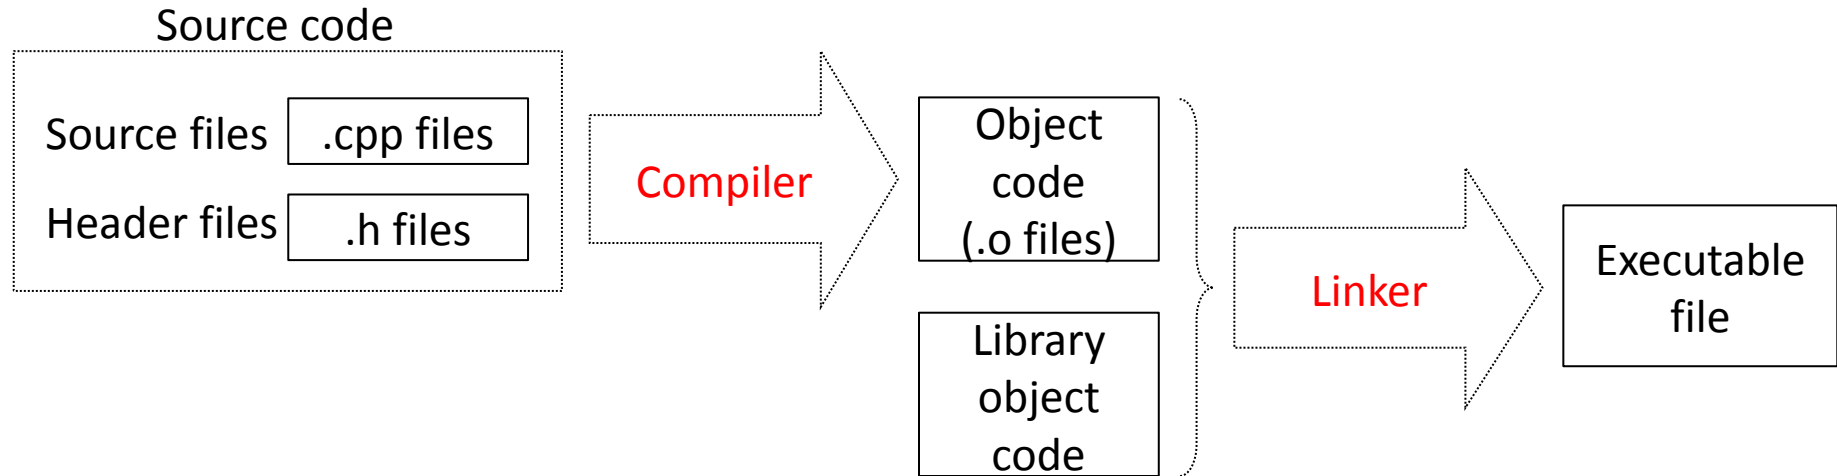 Source code
Source files
.cpp files
Header files
.h files
Compiler
Object
code
(.o files)
Library
object
code
Linker
Executable
file